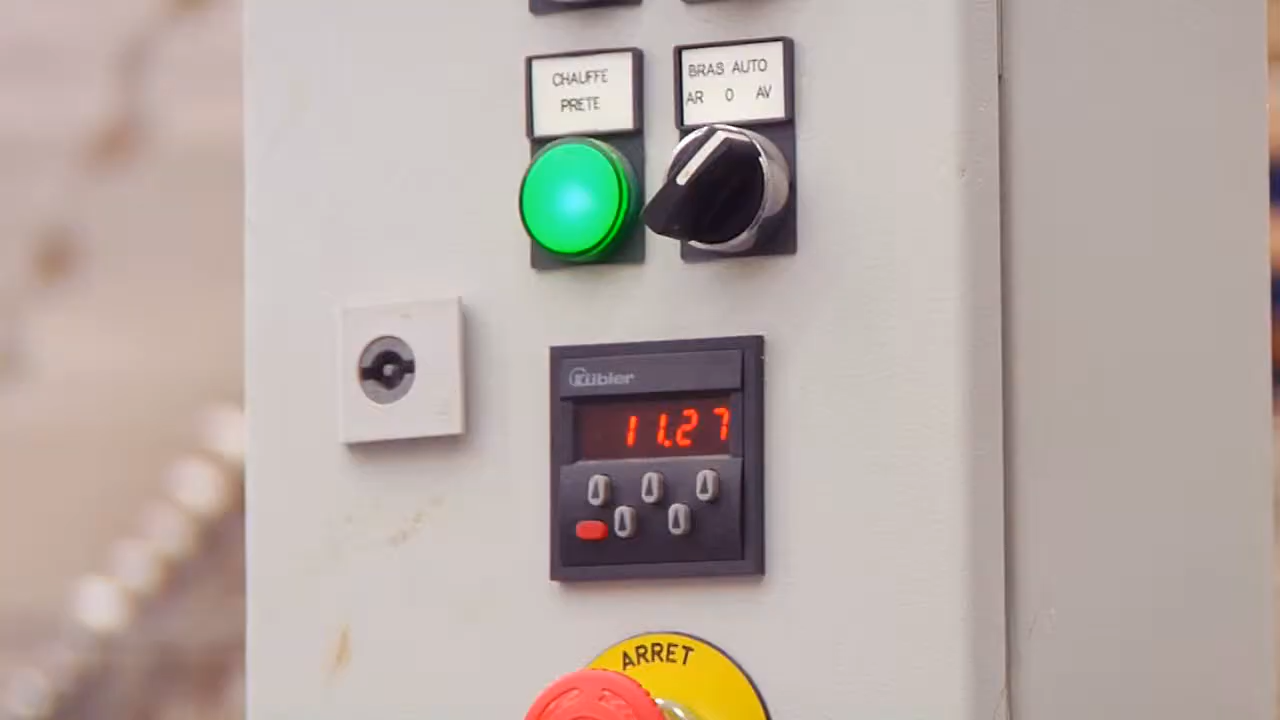 CHAUFFE
PRETE
BRAS AUTO
AR 0 AV
Kübler
11.27
ARRET